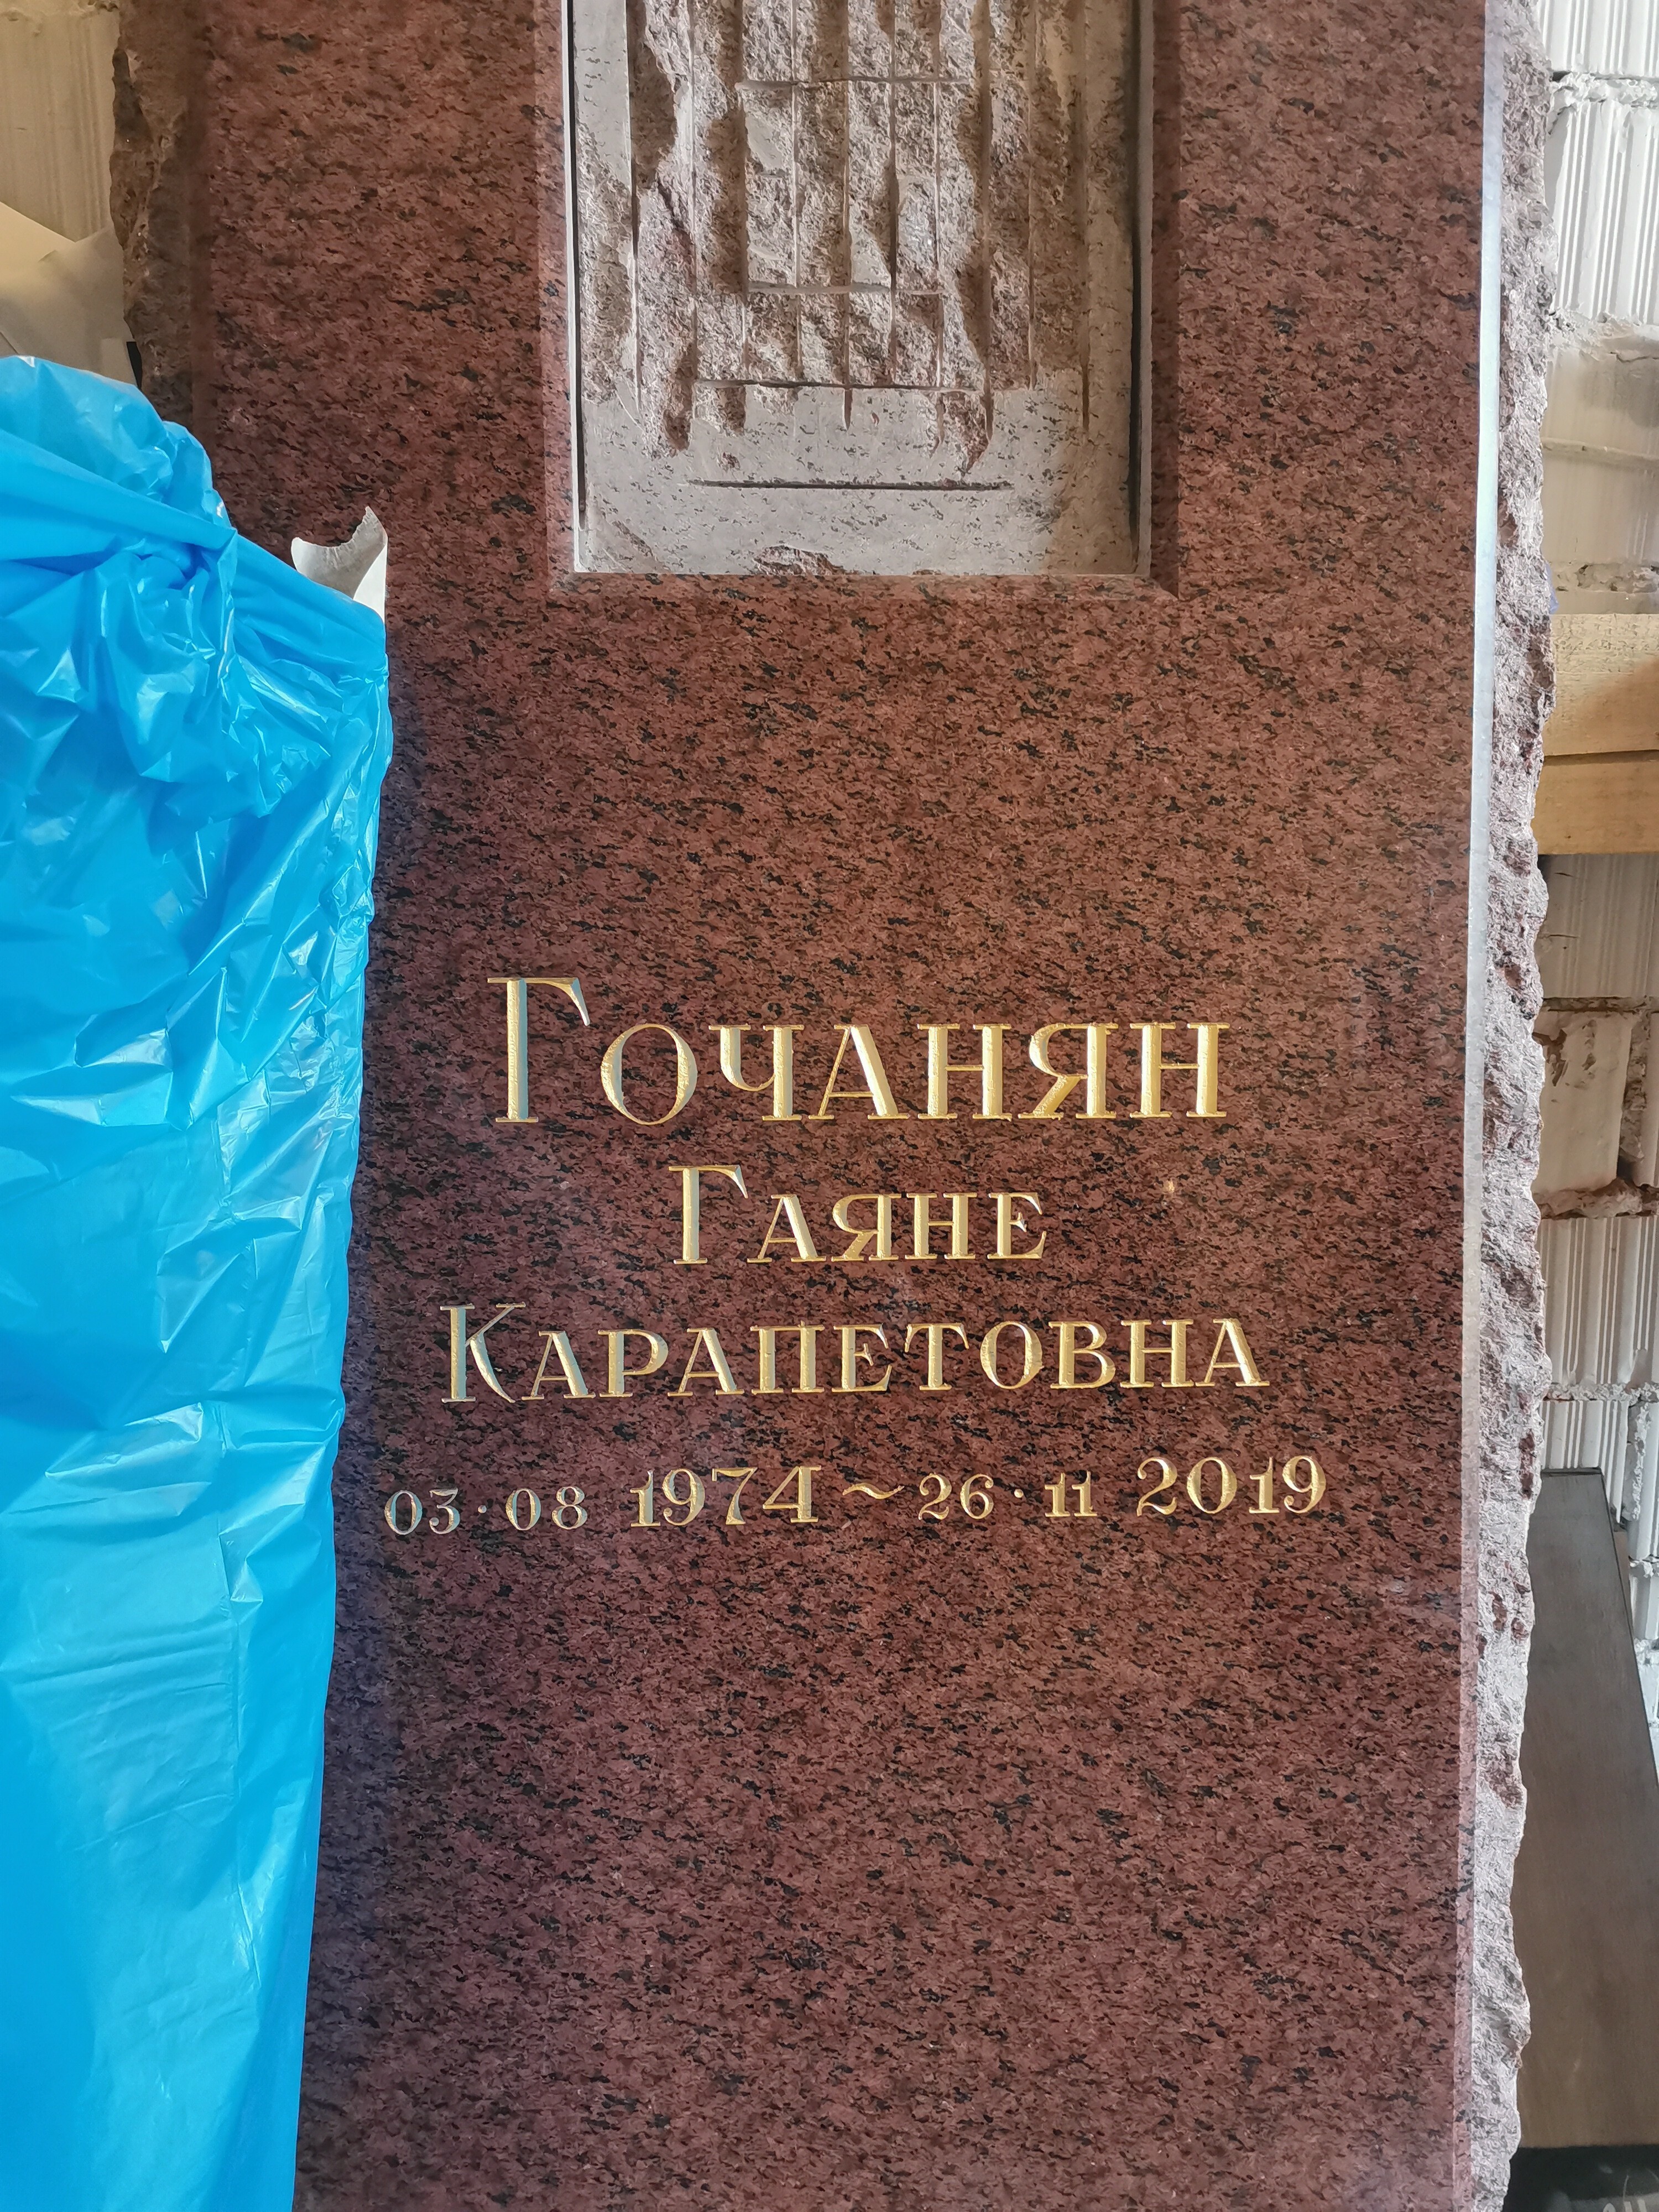 Гочанян
Гаяне
Карапетовна
03·08 1974~26·11 2019